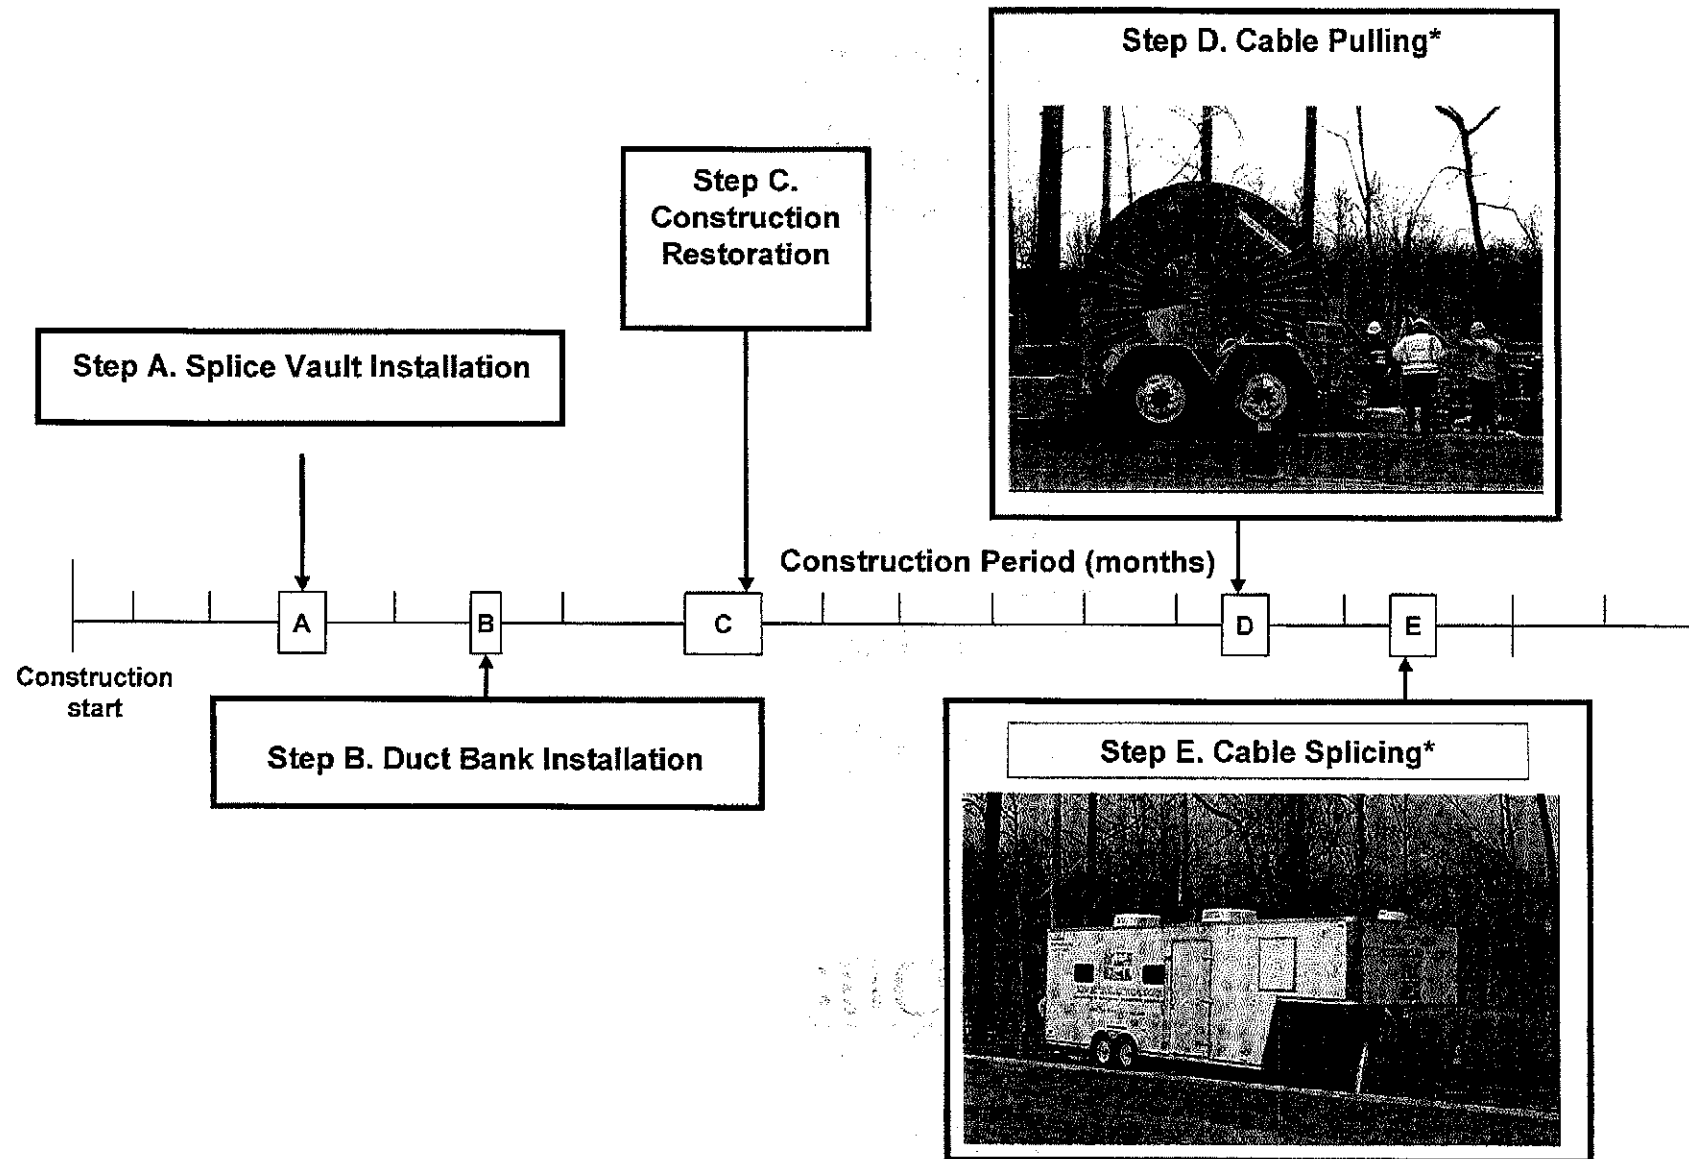 Step D. Cable Pulling*
Step C.
Construction
Restoration
Step A. Splice Vault Installation
Construction Period (months)
A
B
C
D
E
Construction
start
Step B. Duct Bank Installation
Step E. Cable Splicing*